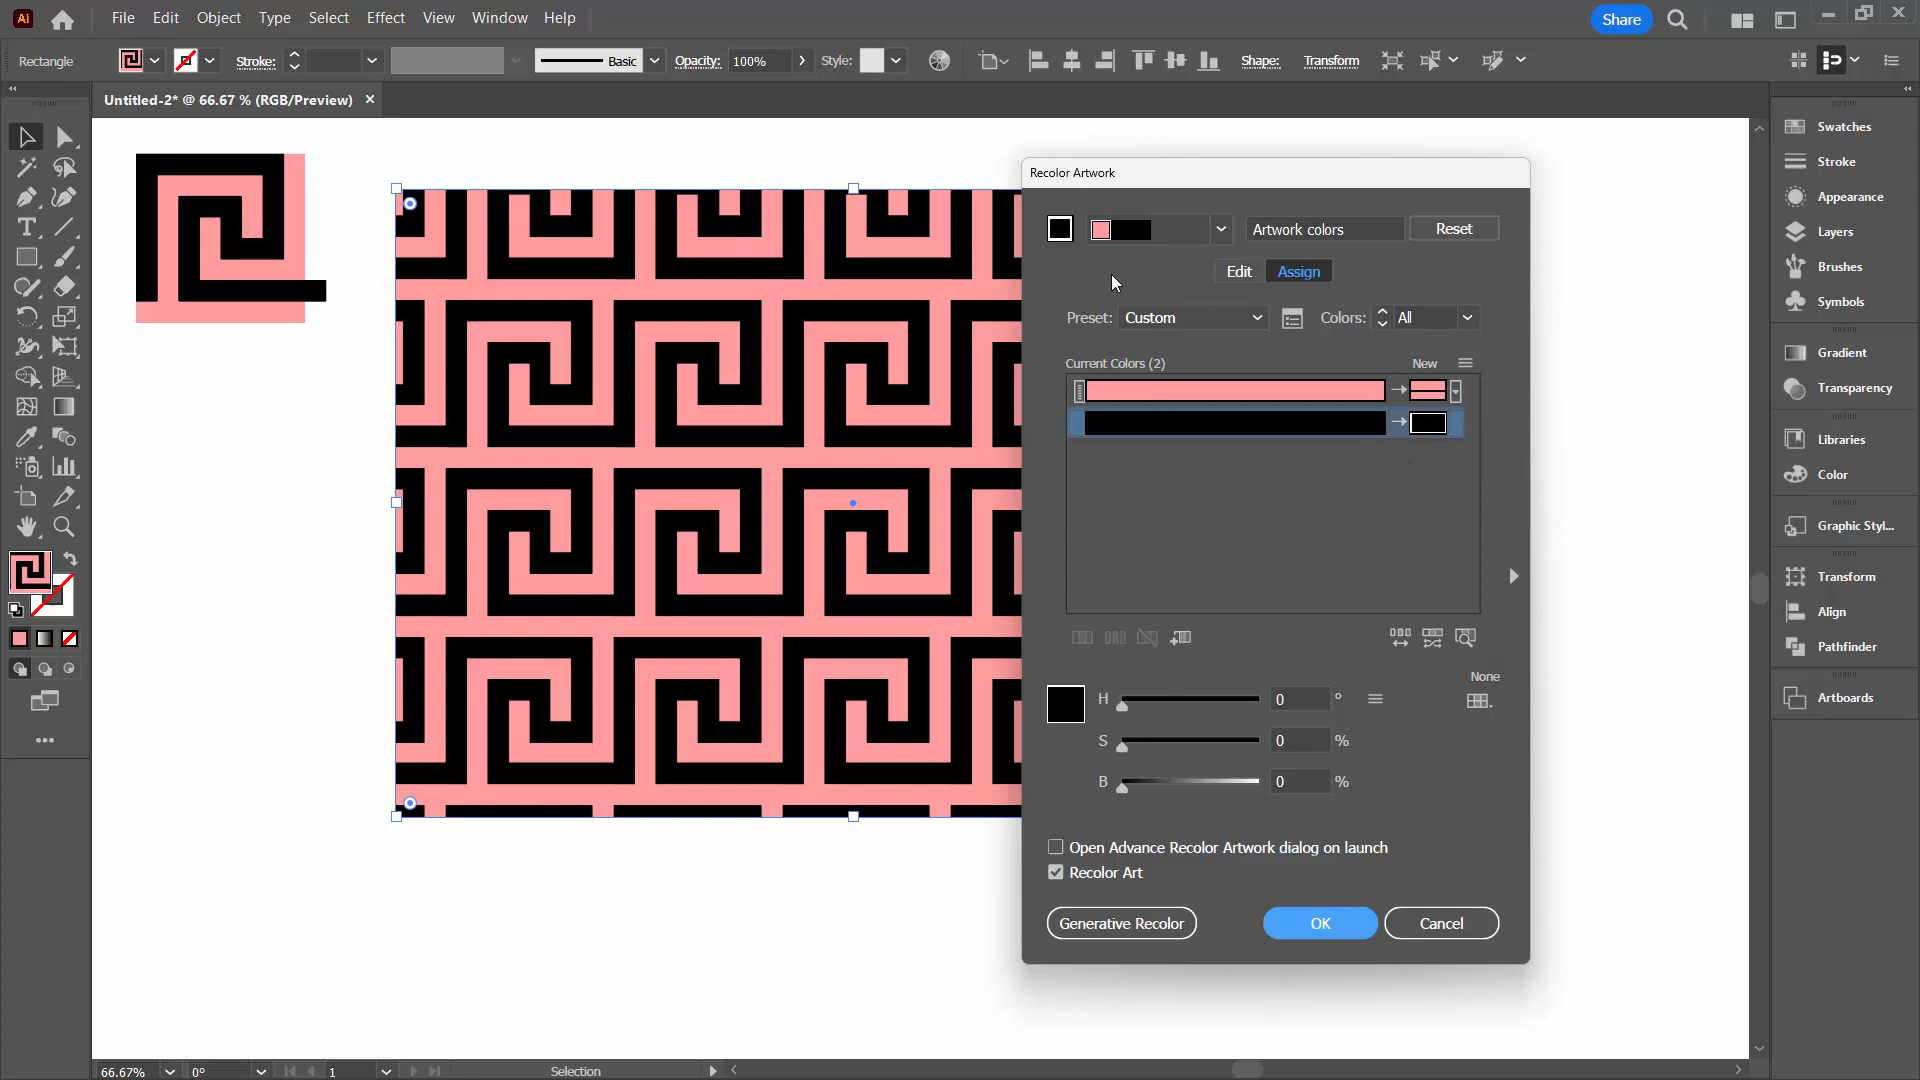 Ai File Edit Object Type Select Effect View Window Help Share
Rectangle Stroke: Basic Opacity: 100% Style: Shape: Transform
Untitled-2* @ 66.67 % (RGB/Preview) ×
Recolor Artwork
Artwork colors Reset
Edit Assign
Preset: Custom Colors: All
Current Colors (2) New
None
H 0 °
S 0 %
B 0 %
Open Advance Recolor Artwork dialog on launch
Recolor Art
Generative Recolor OK Cancel
Swatches
Stroke
Appearance
Layers
Brushes
Symbols
Gradient
Transparency
Libraries
Color
Graphic Styl...
Transform
Align
Pathfinder
Artboards
66.67% 0° 1 Selection